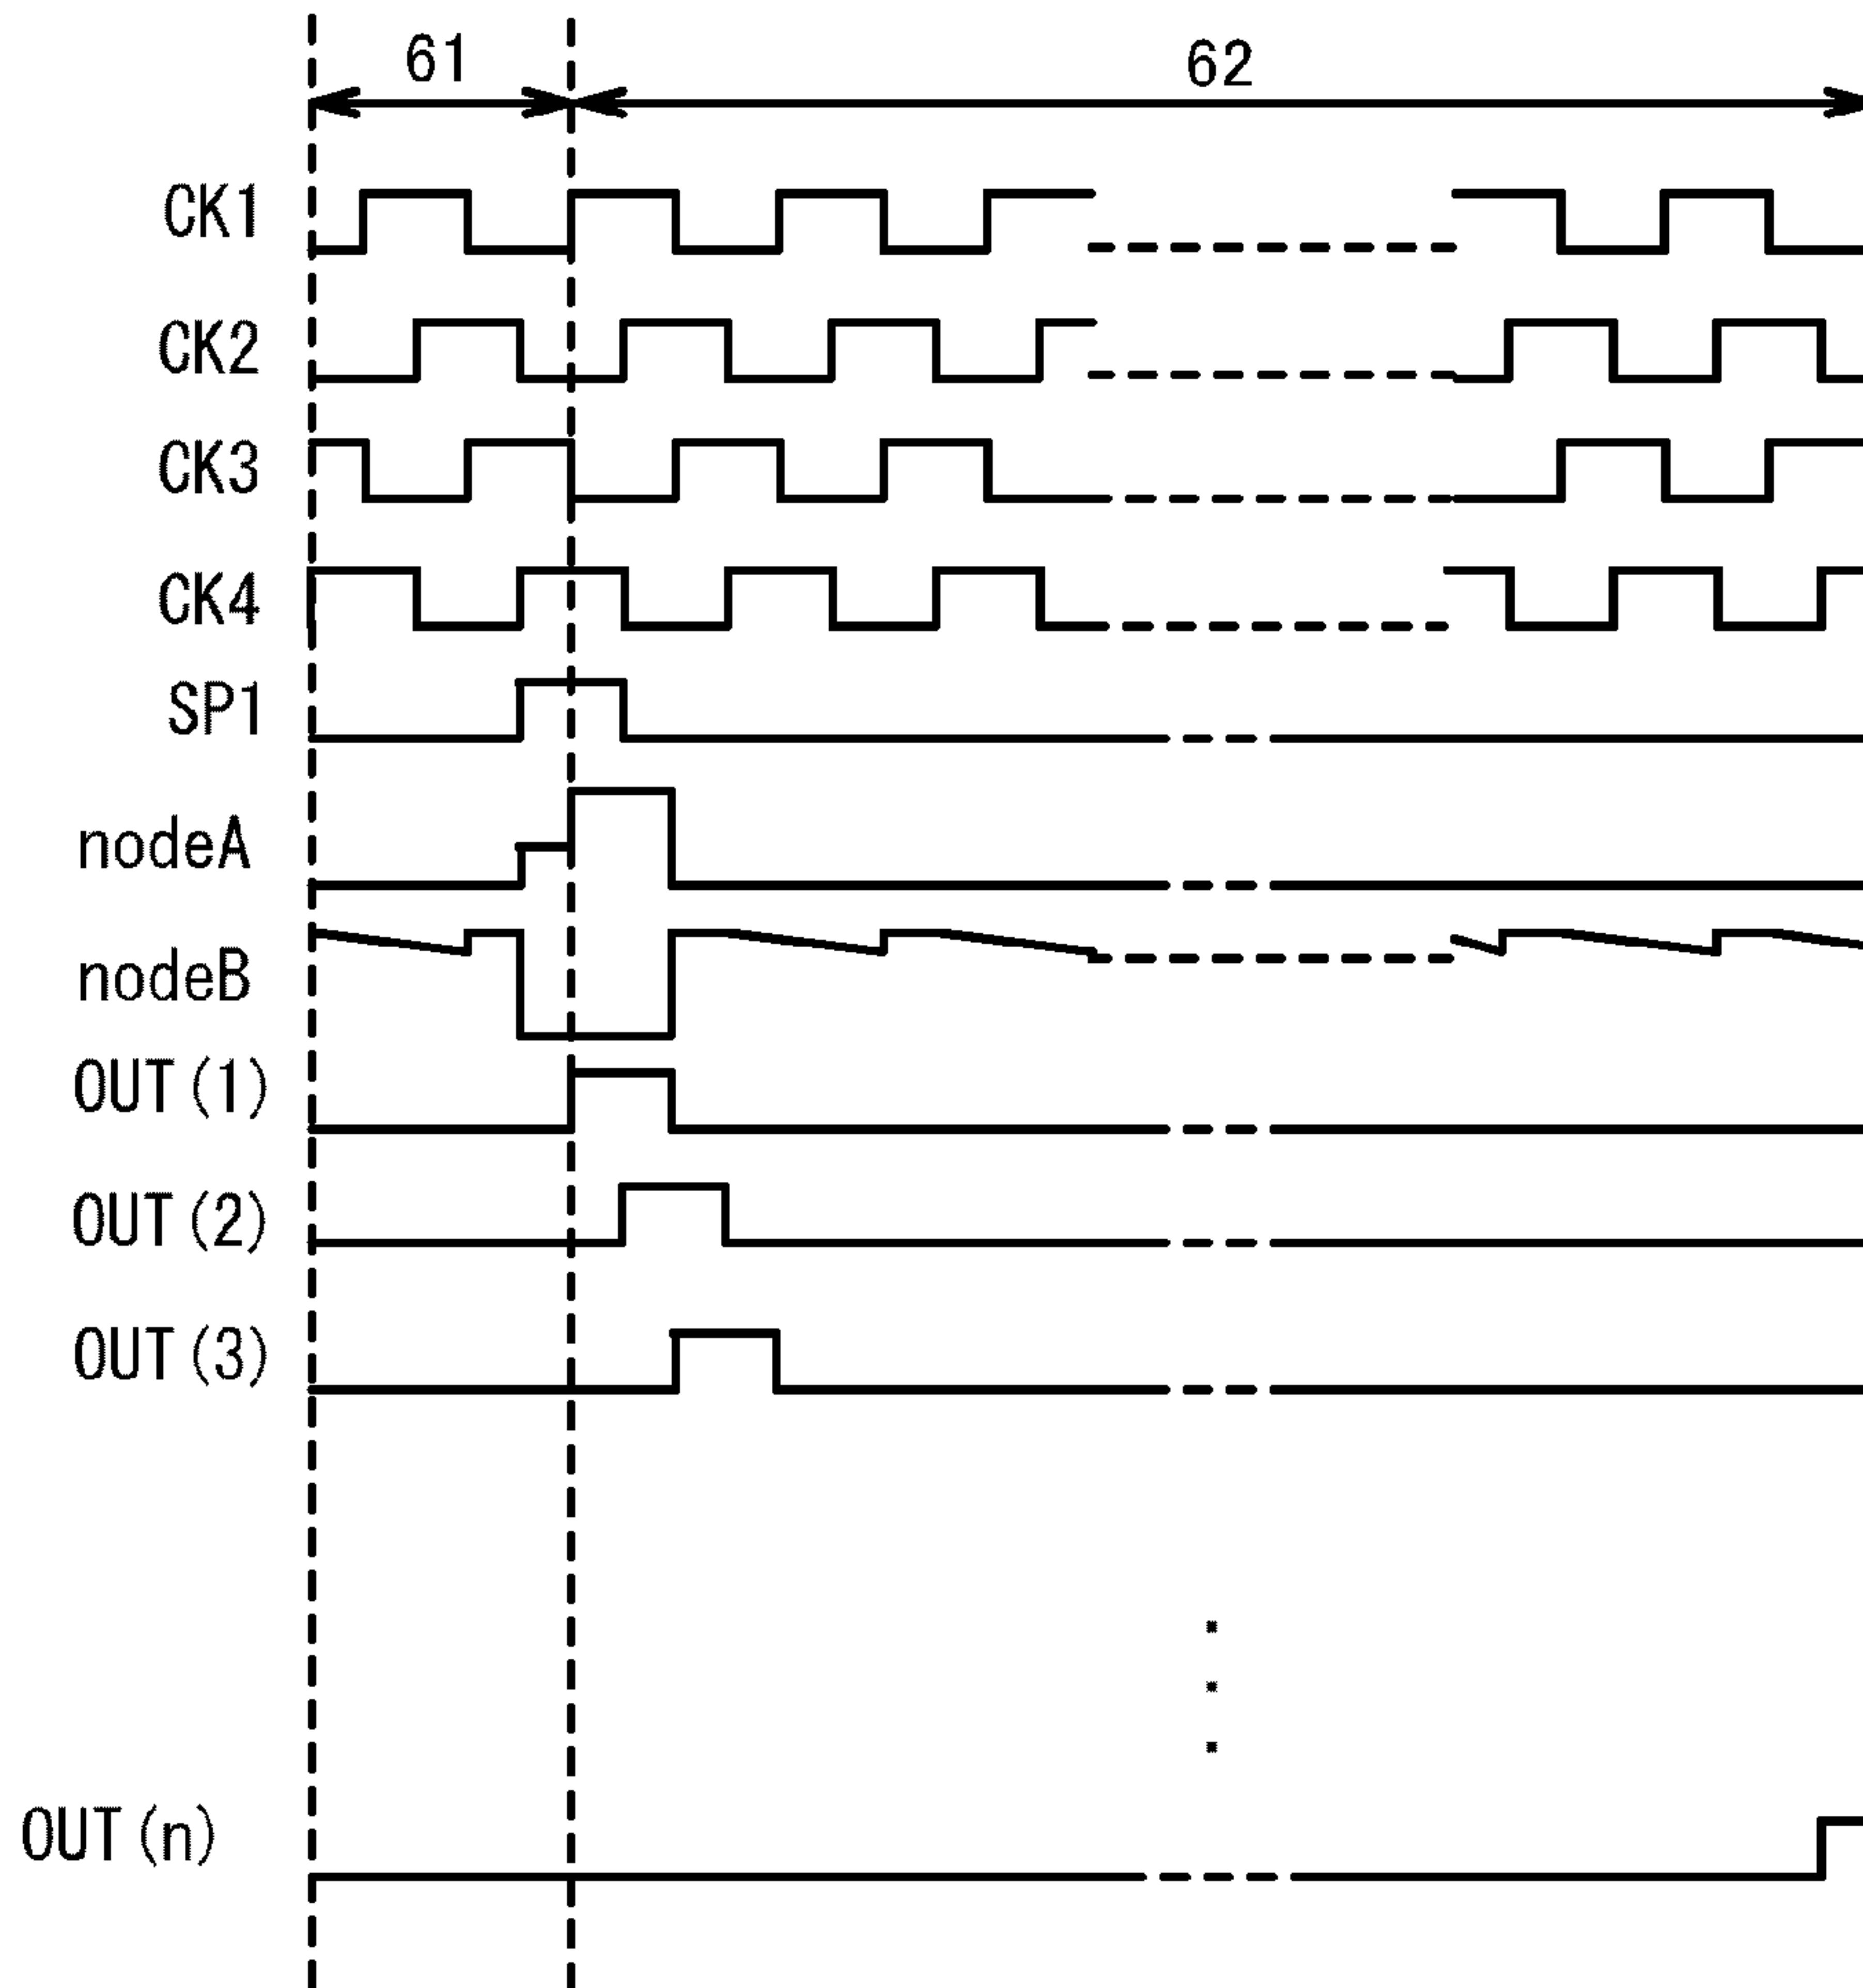 61
62
CK1
CK2
CK3
CK4
SP1
nodeA
nodeB
OUT(1)
OUT(2)
OUT(3)
OUT(n)